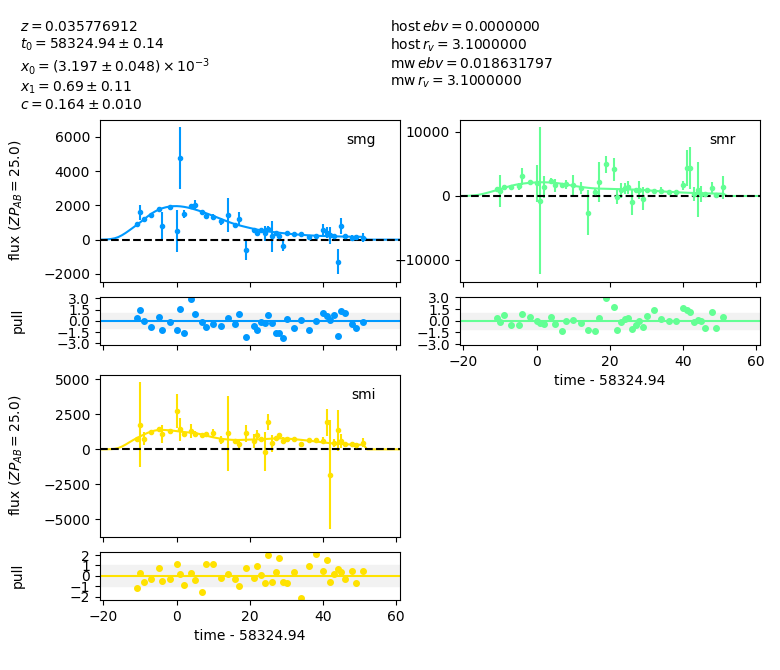 z = 0.035776912
t₀ = 58324.94 ± 0.14
x₀ = (3.197 ± 0.048) × 10⁻³
x₁ = 0.69 ± 0.11
c = 0.164 ± 0.010
host ebv = 0.0000000
host r_v = 3.1000000
mw ebv = 0.018631797
mw r_v = 3.1000000
smg
6000
4000
2000
0
−2000
flux (ZP_AB = 25.0)
smr
10000
0
−10000
3.0
1.5
0.0
−1.5
−3.0
pull
3.0
1.5
0.0
−1.5
−3.0
−20 0 20 40 60
time - 58324.94
smi
5000
2500
0
−2500
−5000
flux (ZP_AB = 25.0)
2
1
0
−1
−2
pull
−20 0 20 40 60
time - 58324.94